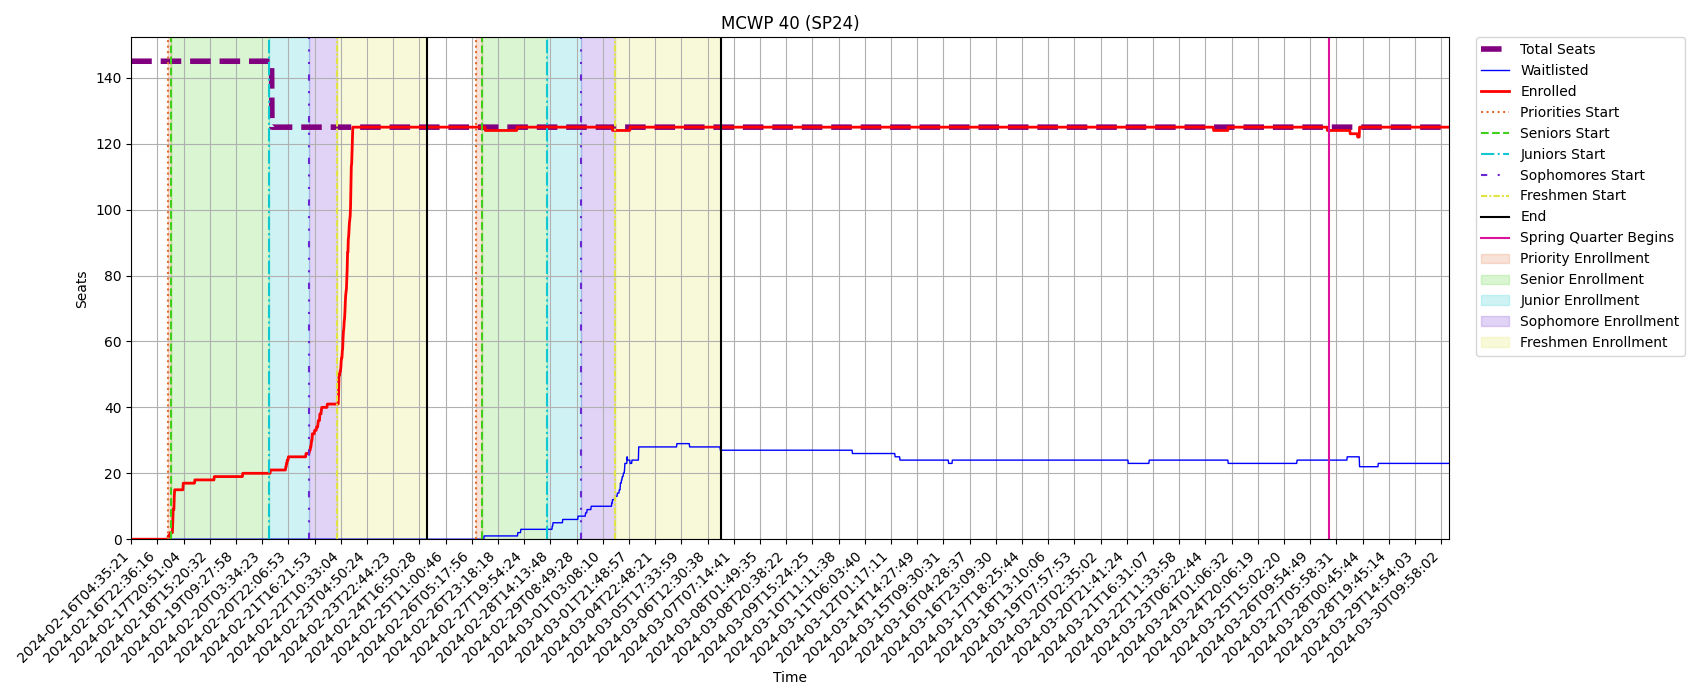 MCWP 40 (SP24)
Seats
140
120
100
80
60
40
20
0
2024-02-16T04:35:21
2024-02-16T22:36:16
2024-02-17T20:51:04
2024-02-18T15:20:32
2024-02-19T09:27:58
2024-02-20T03:34:23
2024-02-20T22:06:53
2024-02-21T16:21:53
2024-02-22T10:33:04
2024-02-23T04:50:24
2024-02-23T22:44:23
2024-02-24T16:50:28
2024-02-25T11:00:46
2024-02-26T05:17:56
2024-02-26T23:18:18
2024-02-27T19:54:24
2024-02-28T14:13:48
2024-02-29T08:49:28
2024-03-01T03:08:10
2024-03-01T21:48:57
2024-03-04T22:48:21
2024-03-05T17:33:59
2024-03-06T12:30:38
2024-03-07T07:14:41
2024-03-08T01:49:35
2024-03-08T20:38:22
2024-03-09T15:24:25
2024-03-10T11:11:38
2024-03-11T06:03:40
2024-03-12T01:17:11
2024-03-14T14:27:49
2024-03-15T09:30:31
2024-03-16T04:28:37
2024-03-16T23:09:30
2024-03-17T18:25:44
2024-03-18T13:10:06
2024-03-19T07:57:53
2024-03-20T02:35:02
2024-03-20T21:41:24
2024-03-21T16:31:07
2024-03-22T11:33:58
2024-03-23T06:22:44
2024-03-24T01:06:32
2024-03-24T20:06:19
2024-03-25T15:02:20
2024-03-26T09:54:49
2024-03-27T05:58:31
2024-03-28T00:45:44
2024-03-28T19:45:14
2024-03-29T14:54:03
2024-03-30T09:58:02
Time
Total Seats
Waitlisted
Enrolled
Priorities Start
Seniors Start
Juniors Start
Sophomores Start
Freshmen Start
End
Spring Quarter Begins
Priority Enrollment
Senior Enrollment
Junior Enrollment
Sophomore Enrollment
Freshmen Enrollment